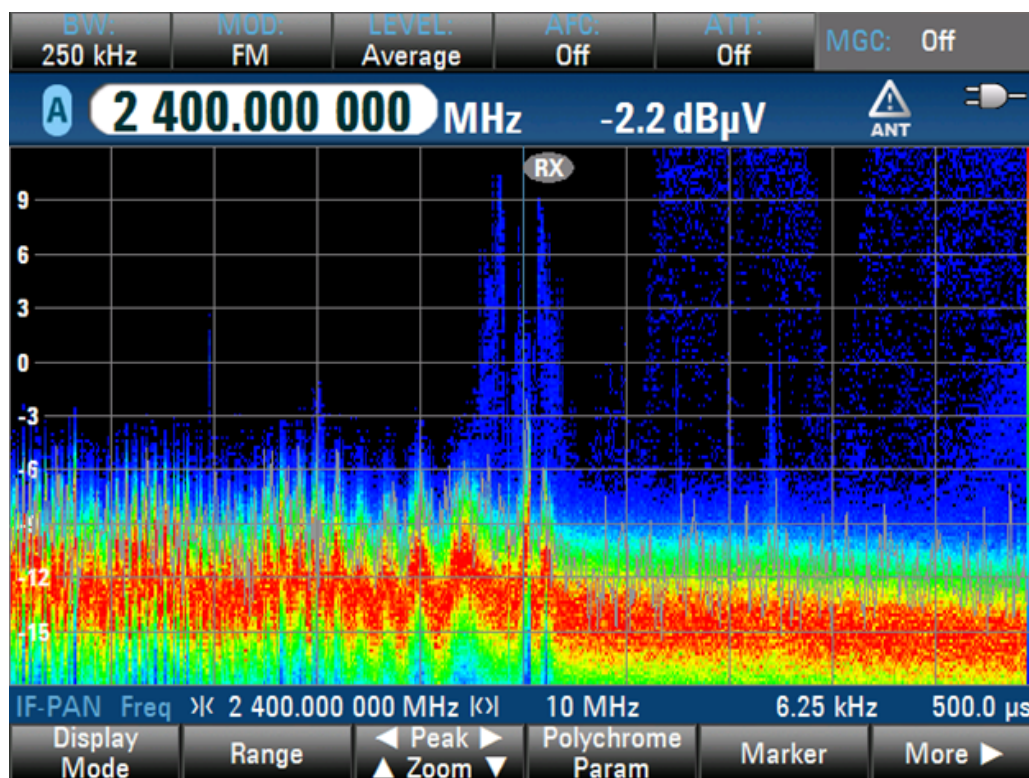 BW: MOD: LEVEL: AFC: ATT: MGC: Off
250 kHz FM Average Off Off
A 2 400.000 000 MHz -2.2 dBµV ANT
RX
9
6
3
0
-3
-6
-9
-12
-15
IF-PAN Freq 2 400.000 000 MHz 10 MHz 6.25 kHz 500.0 µs
Display Mode Range ◀ Peak ▶ ▲ Zoom ▼ Polychrome Param Marker More ▶